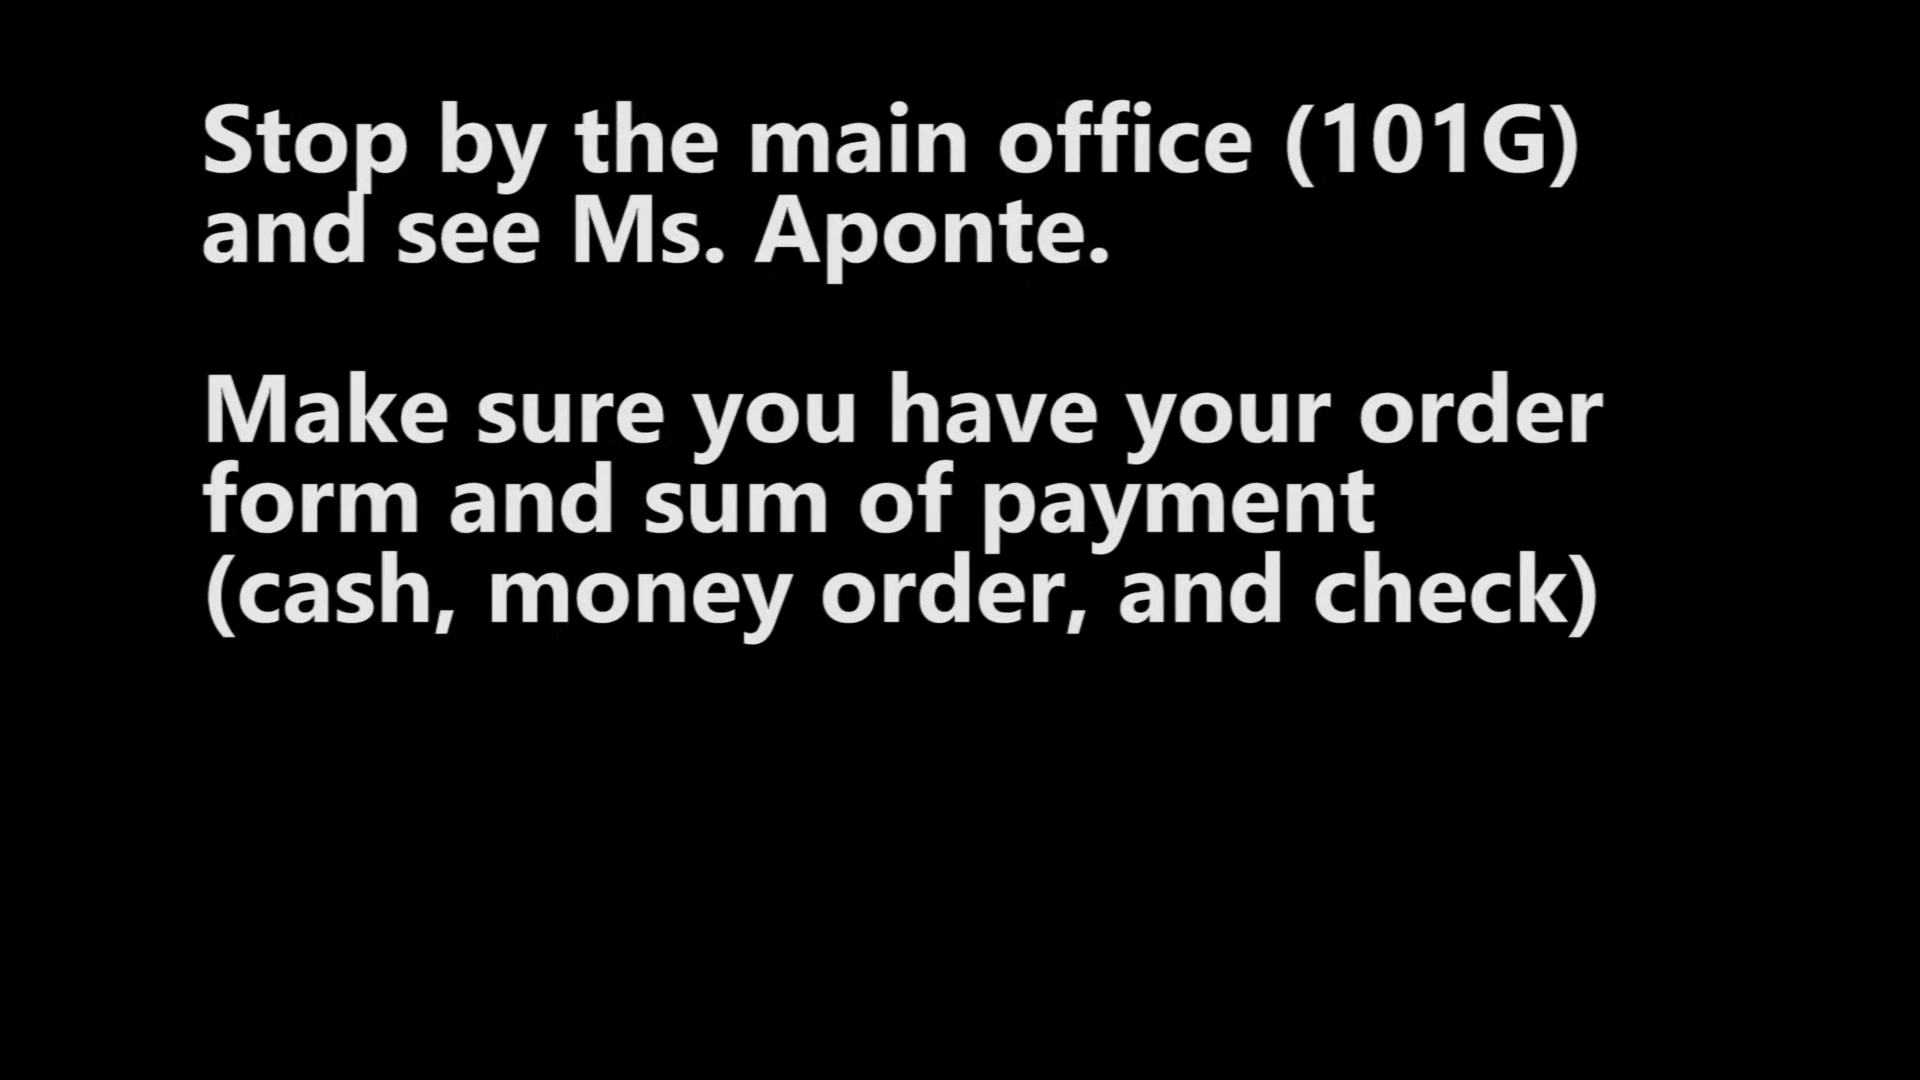 Stop by the main office (101G)
and see Ms. Aponte.
Make sure you have your order
form and sum of payment
(cash, money order, and check)